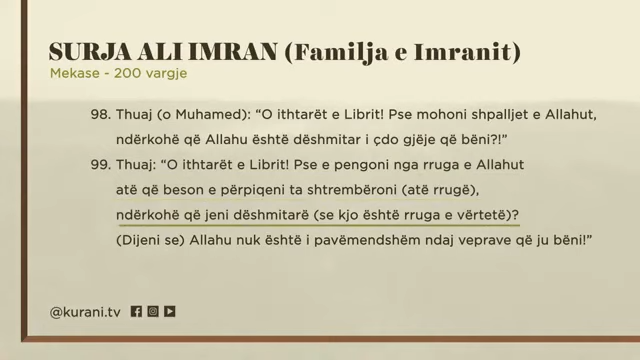 SURJA ALI IMRAN (Familja e Imranit)
Mekase - 200 vargje
98. Thuaj (o Muhamed): “O ithtarët e Librit! Pse mohoni shpalljet e Allahut,
ndërkohë që Allahu është dëshmitar i çdo gjëje që bëni?!”
99. Thuaj: “O ithtarët e Librit! Pse e pengoni nga rruga e Allahut
atë që beson e përpiqeni ta shtrembëroni (atë rrugë),
ndërkohë që jeni dëshmitarë (se kjo është rruga e vërtetë)?
(Dijeni se) Allahu nuk është i pavëmendshëm ndaj veprave që ju bëni!”
@kurani.tv